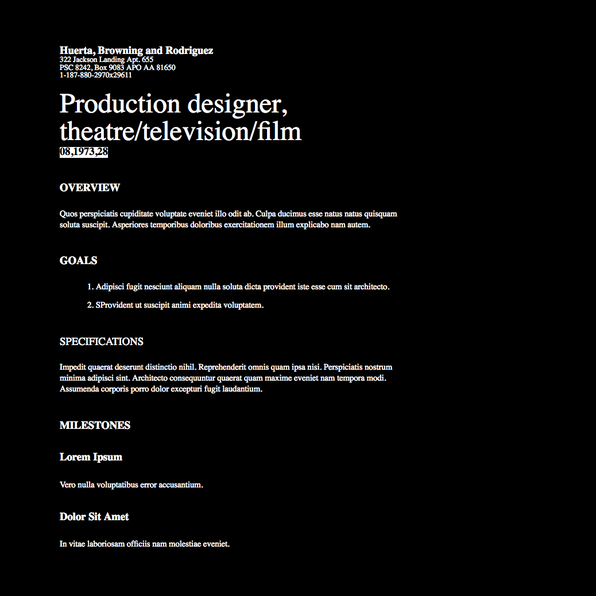 Huerta, Browning and Rodriguez
322 Jackson Landing Apt. 655
PSC 8242, Box 9083 APO AA 81650
1-187-880-2970x29611
Production designer,
theatre/television/film
08,1973,28
OVERVIEW
Quos perspiciatis cupiditate voluptate eveniet illo odit ab. Culpa ducimus esse natus natus quisquam
soluta suscipit. Asperiores temporibus doloribus exercitationem illum explicabo nam autem.
GOALS
1. Adipisci fugit nesciunt aliquam nulla soluta dicta provident iste esse cum sit architecto.
2. SProvident ut suscipit animi expedita voluptatem.
SPECIFICATIONS
Impedit quaerat deserunt distinctio nihil. Reprehenderit omnis quam ipsa nisi. Perspiciatis nostrum
minima adipisci sint. Architecto consequuntur quaerat quam maxime eveniet nam tempora modi.
Assumenda corporis porro dolor excepturi fugit laudantium.
MILESTONES
Lorem Ipsum
Vero nulla voluptatibus error accusantium.
Dolor Sit Amet
In vitae laboriosam officiis nam molestiae eveniet.